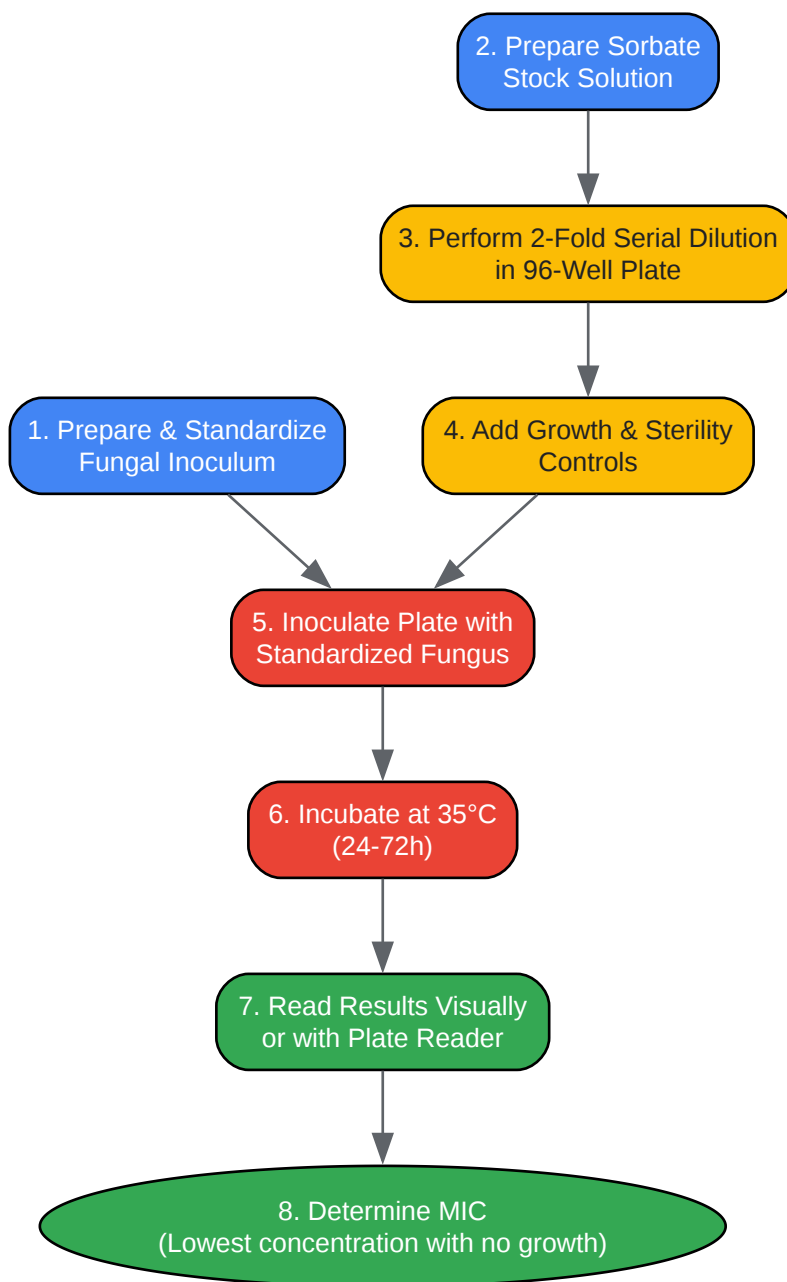 2. Prepare Sorbate
Stock Solution
3. Perform 2-Fold Serial Dilution
in 96-Well Plate
1. Prepare & Standardize
Fungal Inoculum
4. Add Growth & Sterility
Controls
5. Inoculate Plate with
Standardized Fungus
6. Incubate at 35°C
(24-72h)
7. Read Results Visually
or with Plate Reader
8. Determine MIC
(Lowest concentration with no growth)